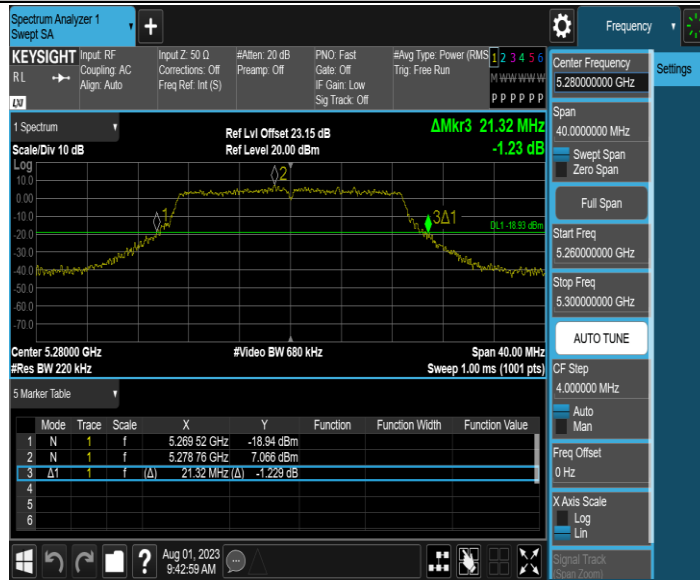 Spectrum Analyzer 1
Swept SA
Frequency
KEYSIGHT
RL
LXI
Input: RF
Coupling: AC
Align: Auto
Input Z: 50 Ω
Corrections: Off
Freq Ref: Int (S)
#Atten: 20 dB
Preamp: Off
PNO: Fast
Gate: Off
IF Gain: Low
Sig Track: Off
#Avg Type: Power (RMS
Trig: Free Run
1 2 3 4 5 6
M W W W W W
P P P P P P
1 Spectrum
Scale/Div 10 dB
Ref Lvl Offset 23.15 dB
Ref Level 20.00 dBm
ΔMkr3 21.32 MHz
-1.23 dB
Log
10.0
0.00
-10.0
-20.0
-30.0
-40.0
-50.0
-60.0
-70.0
1
2
3Δ1
DL1 -18.93 dBm
Center 5.28000 GHz
#Video BW 680 kHz
Span 40.00 MHz
#Res BW 220 kHz
Sweep 1.00 ms (1001 pts)
5 Marker Table
Mode Trace Scale X Y Function Function Width Function Value
1 N 1 f 5.269 52 GHz -18.94 dBm
2 N 1 f 5.278 76 GHz 7.066 dBm
3 Δ1 1 f (Δ) 21.32 MHz (Δ) -1.229 dB
4
5
6
Aug 01, 2023
9:42:59 AM
Center Frequency
5.280000000 GHz
Settings
Span
40.0000000 MHz
Swept Span
Zero Span
Full Span
Start Freq
5.260000000 GHz
Stop Freq
5.300000000 GHz
AUTO TUNE
CF Step
4.000000 MHz
Auto
Man
Freq Offset
0 Hz
X Axis Scale
Log
Lin
Signal Track
(Span Zoom)